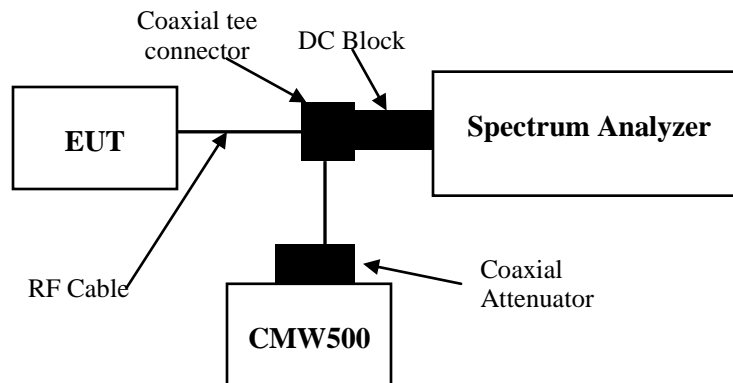 Coaxial tee
connector
DC Block
EUT
Spectrum Analyzer
RF Cable
Coaxial
Attenuator
CMW500